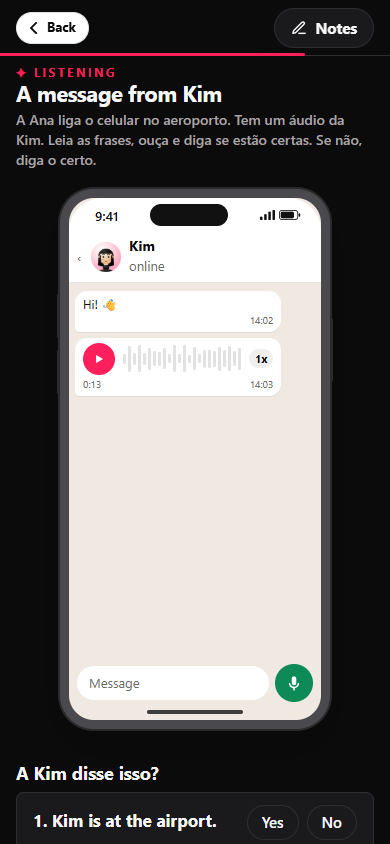 Back
Notes
LISTENING
A message from Kim
A Ana liga o celular no aeroporto. Tem um áudio da
Kim. Leia as frases, ouça e diga se estão certas. Se não,
diga o certo.
9:41
Kim
online
Hi! 👋
14:02
1x
0:13
14:03
Message
A Kim disse isso?
1. Kim is at the airport.
Yes
No